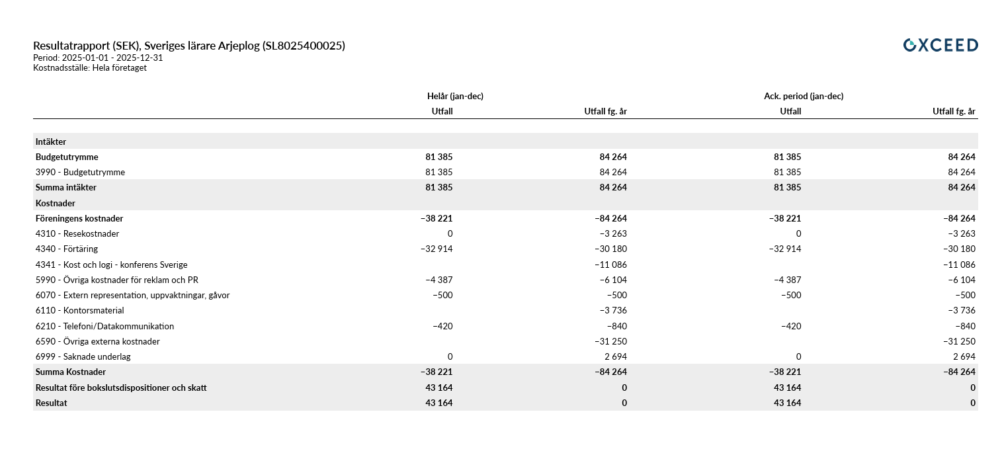 Resultatrapport (SEK), Sveriges lärare Arjeplog (SL8025400025)
OXCEED
Period: 2025-01-01 - 2025-12-31
Kostnadsställe: Hela företaget
Helår (jan-dec) Ack. period (jan-dec)
Utfall Utfall fg. år Utfall Utfall fg. år
Intäkter
Budgetutrymme 81 385 84 264 81 385 84 264
3990 - Budgetutrymme 81 385 84 264 81 385 84 264
Summa intäkter 81 385 84 264 81 385 84 264
Kostnader
Föreningens kostnader −38 221 −84 264 −38 221 −84 264
4310 - Resekostnader 0 −3 263 0 −3 263
4340 - Förtäring −32 914 −30 180 −32 914 −30 180
4341 - Kost och logi - konferens Sverige −11 086 −11 086
5990 - Övriga kostnader för reklam och PR −4 387 −6 104 −4 387 −6 104
6070 - Extern representation, uppvaktningar, gåvor −500 −500 −500 −500
6110 - Kontorsmaterial −3 736 −3 736
6210 - Telefoni/Datakommunikation −420 −840 −420 −840
6590 - Övriga externa kostnader −31 250 −31 250
6999 - Saknade underlag 0 2 694 0 2 694
Summa Kostnader −38 221 −84 264 −38 221 −84 264
Resultat före bokslutsdispositioner och skatt 43 164 0 43 164 0
Resultat 43 164 0 43 164 0